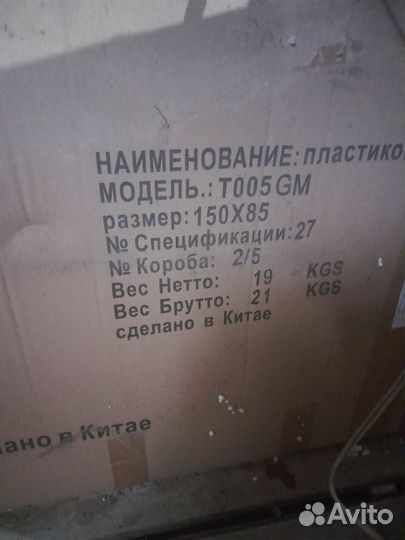 НАИМЕНОВАНИЕ: пластико
МОДЕЛЬ.: T005GM
размер:150X85
№ Спецификации:27
№ Короба: 2/5
Вес Нетто: 19 KGS
Вес Брутто: 21 KGS
сделано в Китае
лано в Китае
Avito